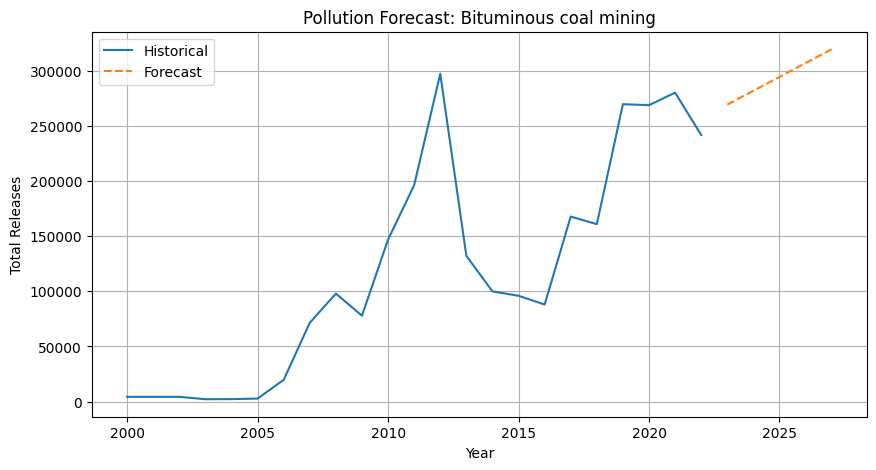 Pollution Forecast: Bituminous coal mining
Historical
Forecast
Total Releases
300000
250000
200000
150000
100000
50000
0
2000
2005
2010
2015
2020
2025
Year